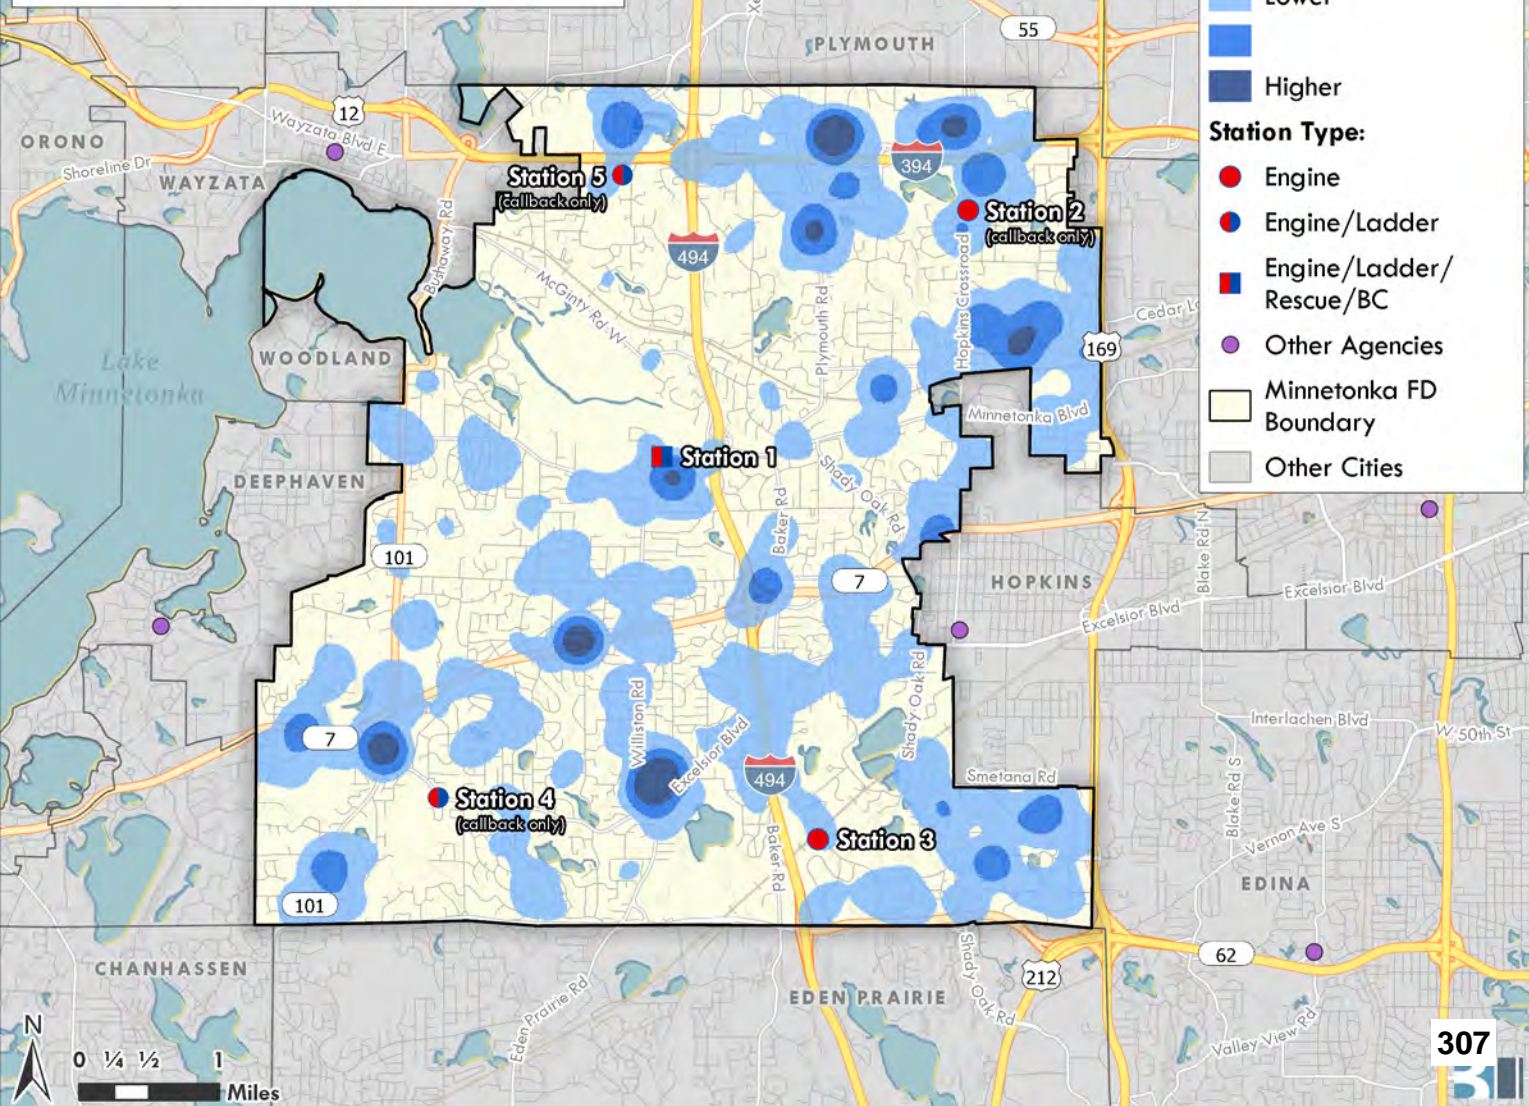 Lower
Higher
Station Type:
Engine
Engine/Ladder
Engine/Ladder/
Rescue/BC
Other Agencies
Minnetonka FD
Boundary
Other Cities
PLYMOUTH
55
12
Wayzata Blvd E
ORONO
Shoreline Dr
WAYZATA
394
Station 5
(callback only)
Station 2
(callback only)
Bushaway Rd
494
McGinty Rd W
Plymouth Rd
Hopkins Crossroad
Cedar
169
Lake
Minnetonka
WOODLAND
Minnetonka Blvd
Station 1
DEEPHAVEN
Shady Oak Rd
Baker Rd
101
7
HOPKINS
Blake Rd N
Excelsior Blvd
Excelsior Blvd
Shady Oak Rd
Williston Rd
Excelsior Blvd
7
Interlachen Blvd
W 50th St
494
Smetana Rd
Blake Rd S
Vernon Ave S
Station 4
(callback only)
Station 3
Baker Rd
EDINA
101
62
CHANHASSEN
212
Shady Oak Rd
EDEN PRAIRIE
Eden Prairie Rd
Valley View Rd
N
0 ¼ ½ 1
Miles
307